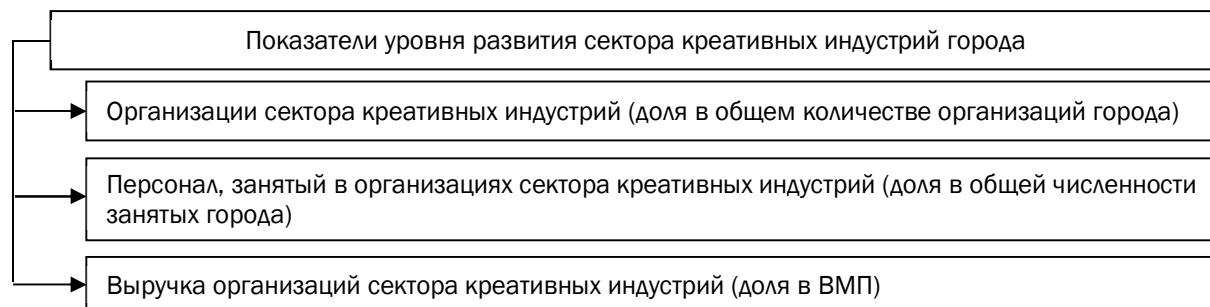 Показатели уровня развития сектора креативных индустрий города
Организации сектора креативных индустрий (доля в общем количестве организаций города)
Персонал, занятый в организациях сектора креативных индустрий (доля в общей численности
занятых города)
Выручка организаций сектора креативных индустрий (доля в ВМП)